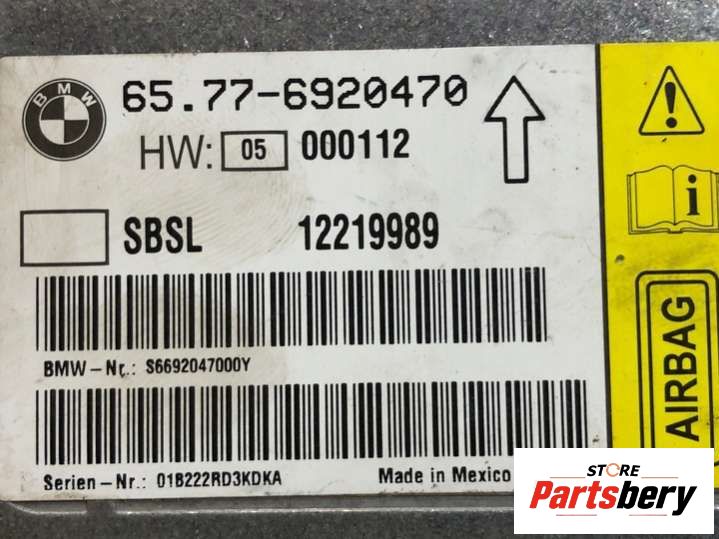 BMW
65.77-6920470
HW: 05 000112
SBSL 12219989
BMW-Nr.: S6692047000Y
Serien-Nr.: 01B222RD3KDKA
Made in Mexico
i
AIRBAG
STORE
Partsbery